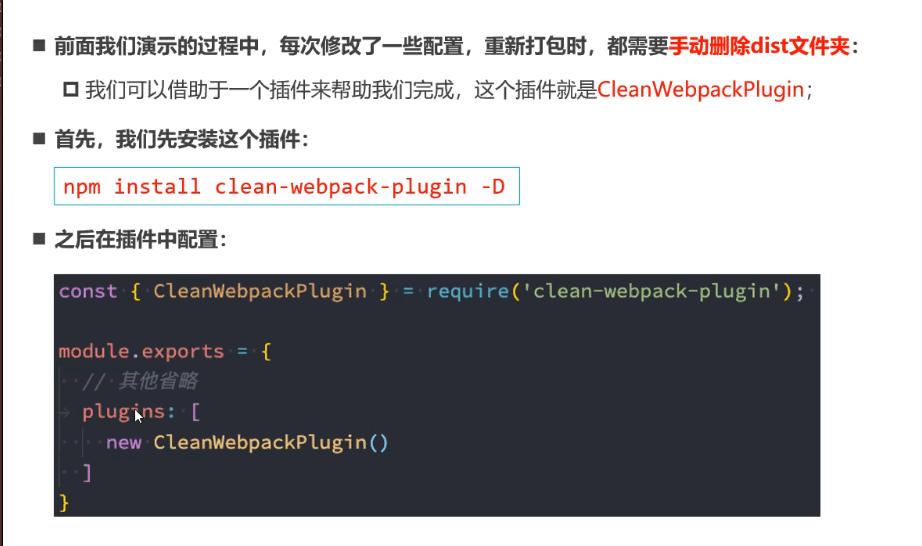 前面我们演示的过程中，每次修改了一些配置，重新打包时，都需要手动删除dist文件夹：
我们可以借助于一个插件来帮助我们完成，这个插件就是CleanWebpackPlugin；
首先，我们先安装这个插件：
npm install clean-webpack-plugin -D
之后在插件中配置：
const { CleanWebpackPlugin } = require('clean-webpack-plugin');
module.exports = {
// 其他省略
plugins: [
new CleanWebpackPlugin()
]
}